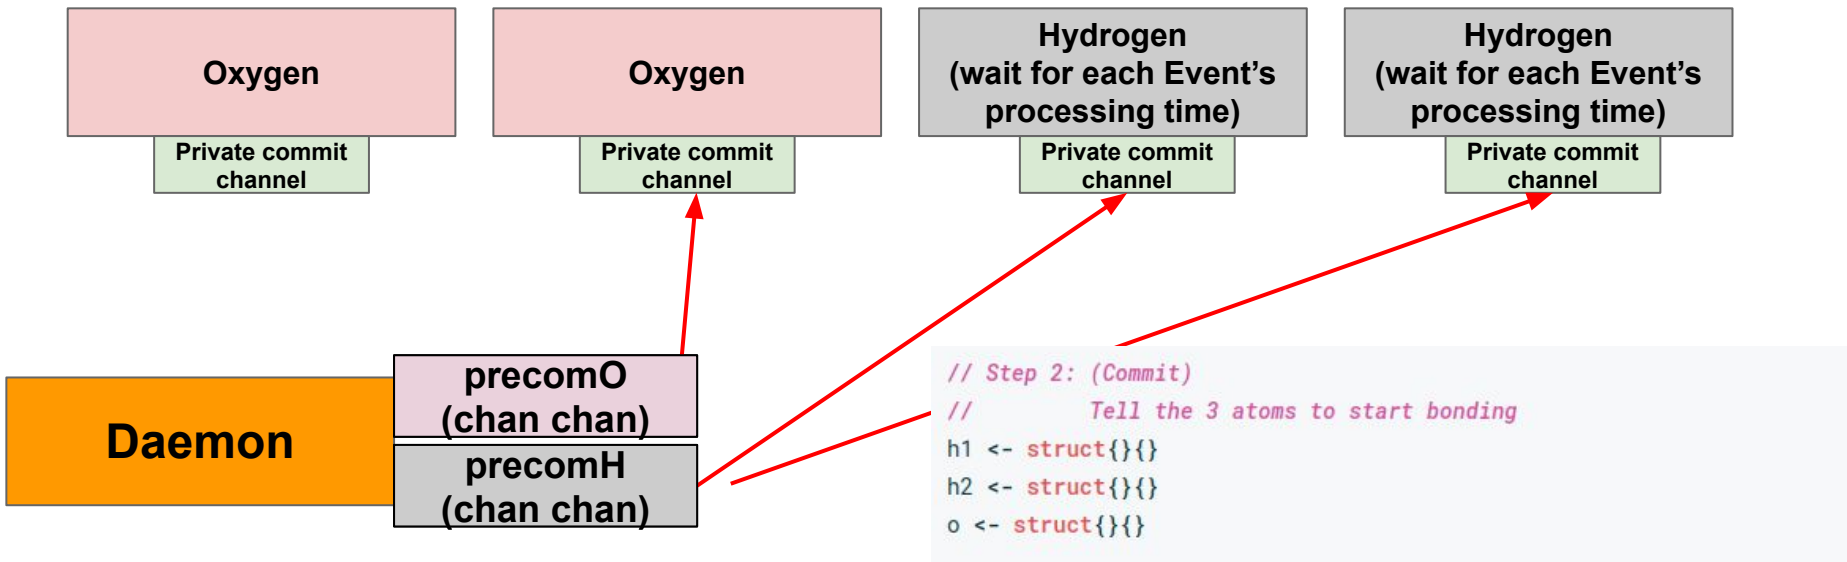 Oxygen
Private commit
channel
Oxygen
Private commit
channel
Hydrogen
(wait for each Event's
processing time)
Private commit
channel
Hydrogen
(wait for each Event's
processing time)
Private commit
channel
Daemon
precomO
(chan chan)
precomH
(chan chan)
// Step 2: (Commit)
//         Tell the 3 atoms to start bonding
h1 <- struct{}{}
h2 <- struct{}{}
o <- struct{}{}